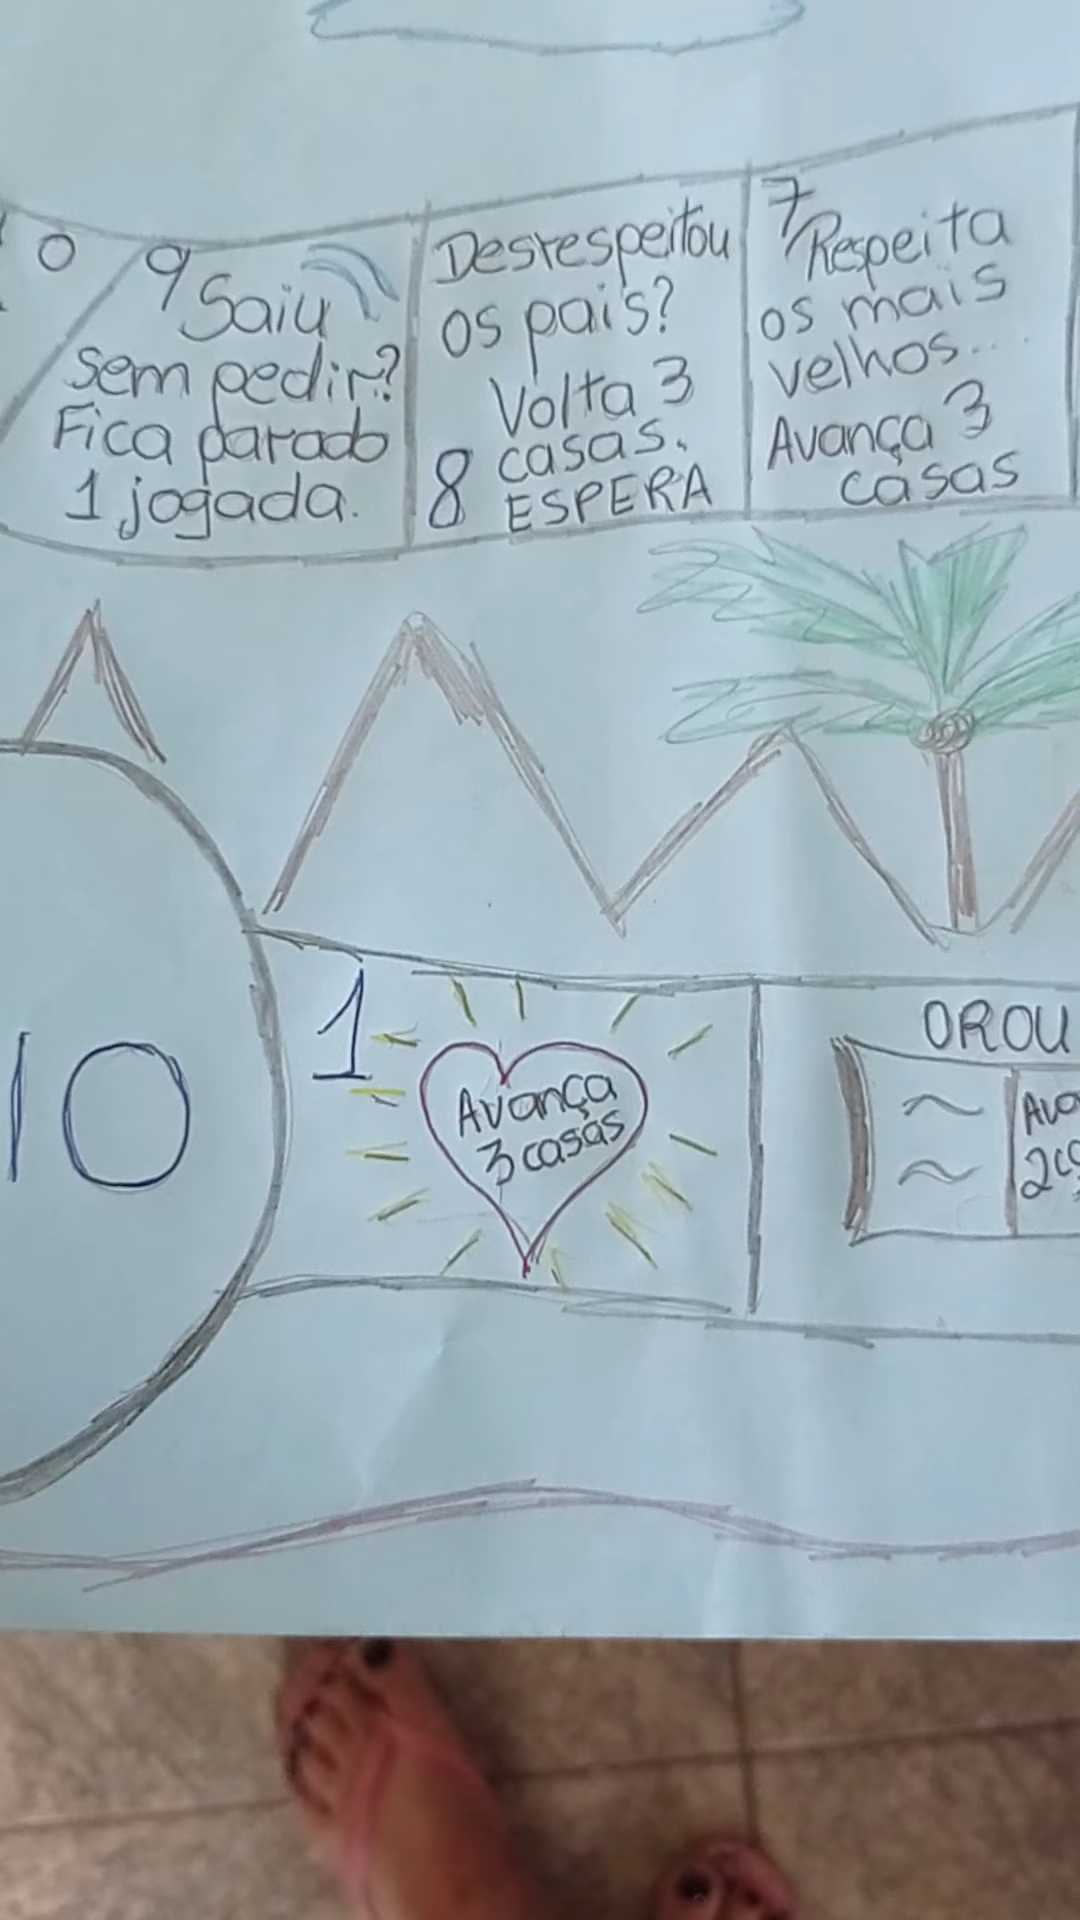 0
9
Saiu
sem pedir?
Fica parado
1 jogada.
Desrespeitou
os pais?
Volta 3
casas.
8 ESPERA
7
Respeita
os mais
velhos...
Avança 3
casas
10
1
Avança
3 casas
OROU
2